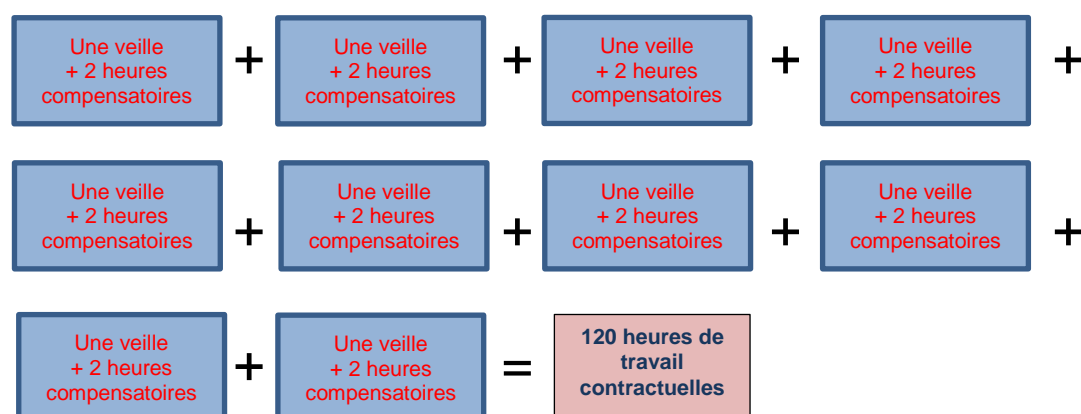 Une veille
+ 2 heures
compensatoires
+
Une veille
+ 2 heures
compensatoires
+
Une veille
+ 2 heures
compensatoires
+
Une veille
+ 2 heures
compensatoires
+
Une veille
+ 2 heures
compensatoires
+
Une veille
+ 2 heures
compensatoires
+
Une veille
+ 2 heures
compensatoires
+
Une veille
+ 2 heures
compensatoires
+
Une veille
+ 2 heures
compensatoires
+
Une veille
+ 2 heures
compensatoires
=
120 heures de
travail
contractuelles